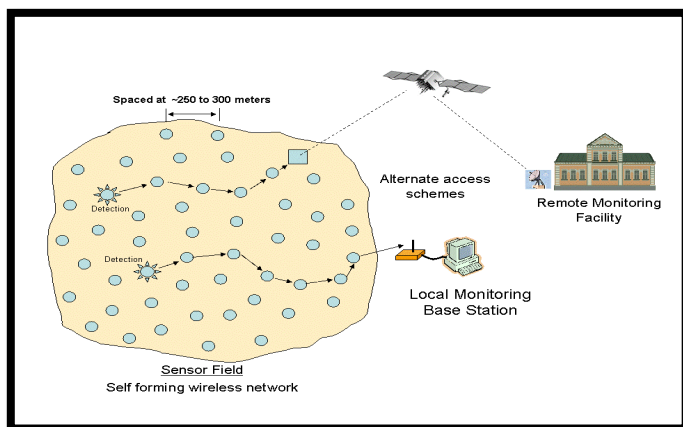 Spaced at ~250 to 300 meters
Detection
Detection
Alternate access
schemes
Remote Monitoring
Facility
Local Monitoring
Base Station
Sensor Field
Self forming wireless network